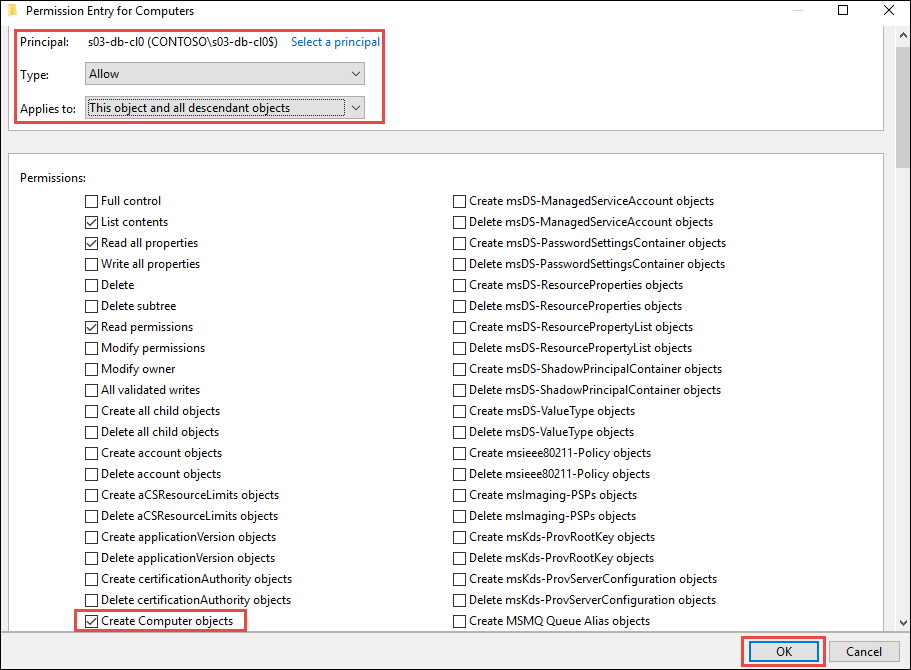 Permission Entry for Computers
Principal: s03-db-cl0 (CONTOSO\s03-db-cl0$) Select a principal
Type: Allow
Applies to: This object and all descendant objects
Permissions:
Full control
List contents
Read all properties
Write all properties
Delete
Delete subtree
Read permissions
Modify permissions
Modify owner
All validated writes
Create all child objects
Delete all child objects
Create account objects
Delete account objects
Create aCSResourceLimits objects
Delete aCSResourceLimits objects
Create applicationVersion objects
Delete applicationVersion objects
Create certificationAuthority objects
Delete certificationAuthority objects
Create Computer objects
Create msDS-ManagedServiceAccount objects
Delete msDS-ManagedServiceAccount objects
Create msDS-PasswordSettingsContainer objects
Delete msDS-PasswordSettingsContainer objects
Create msDS-ResourceProperties objects
Delete msDS-ResourceProperties objects
Create msDS-ResourcePropertyList objects
Delete msDS-ResourcePropertyList objects
Create msDS-ShadowPrincipalContainer objects
Delete msDS-ShadowPrincipalContainer objects
Create msDS-ValueType objects
Delete msDS-ValueType objects
Create msieee80211-Policy objects
Delete msieee80211-Policy objects
Create msImaging-PSPs objects
Delete msImaging-PSPs objects
Create msKds-ProvRootKey objects
Delete msKds-ProvRootKey objects
Create msKds-ProvServerConfiguration objects
Delete msKds-ProvServerConfiguration objects
Create MSMQ Queue Alias objects
OK Cancel